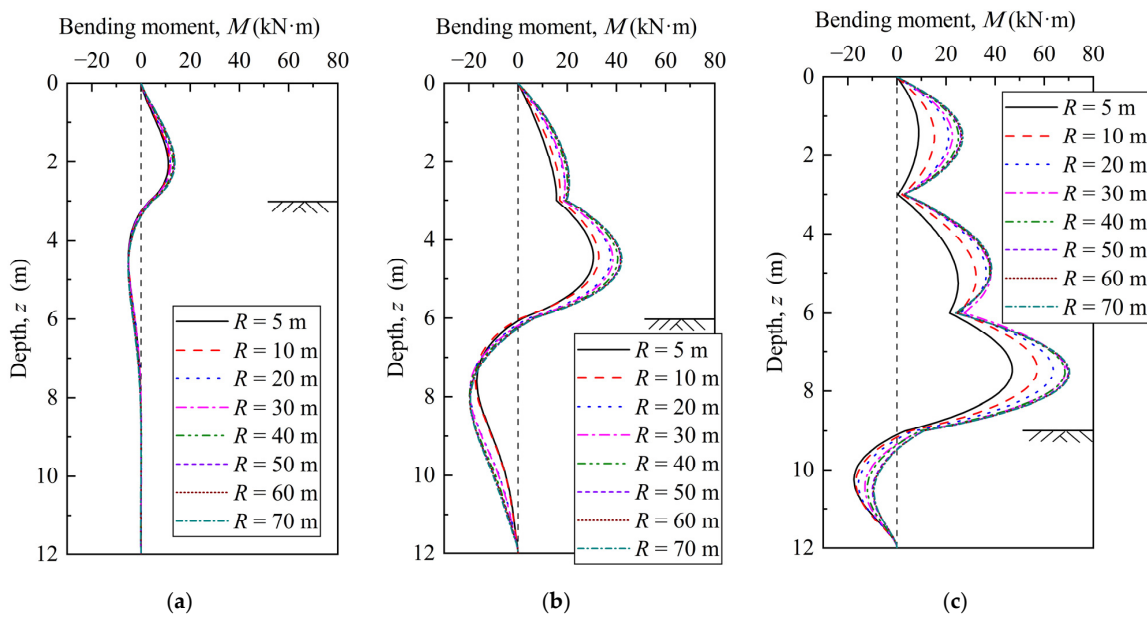 Bending moment, M (kN·m)
−20 0 20 40 60 80
0
2
4
6
8
10
12
Depth, z (m)
R = 5 m
R = 10 m
R = 20 m
R = 30 m
R = 40 m
R = 50 m
R = 60 m
R = 70 m
(a)
Bending moment, M (kN·m)
−20 0 20 40 60 80
0
2
4
6
8
10
12
Depth, z (m)
R = 5 m
R = 10 m
R = 20 m
R = 30 m
R = 40 m
R = 50 m
R = 60 m
R = 70 m
(b)
Bending moment, M (kN·m)
−20 0 20 40 60 80
0
2
4
6
8
10
12
Depth, z (m)
R = 5 m
R = 10 m
R = 20 m
R = 30 m
R = 40 m
R = 50 m
R = 60 m
R = 70 m
(c)